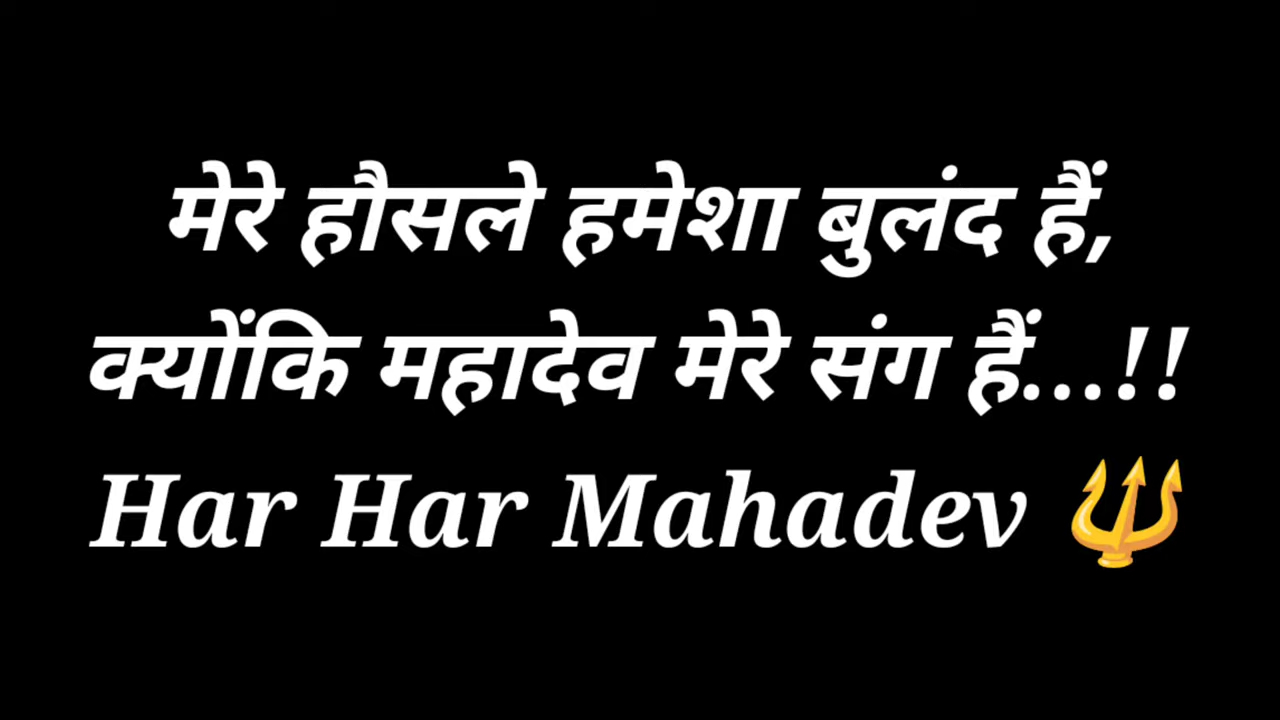 मेरे हौसले हमेशा बुलंद हैं,
क्योंकि महादेव मेरे संग हैं...!!
Har Har Mahadev 🔱